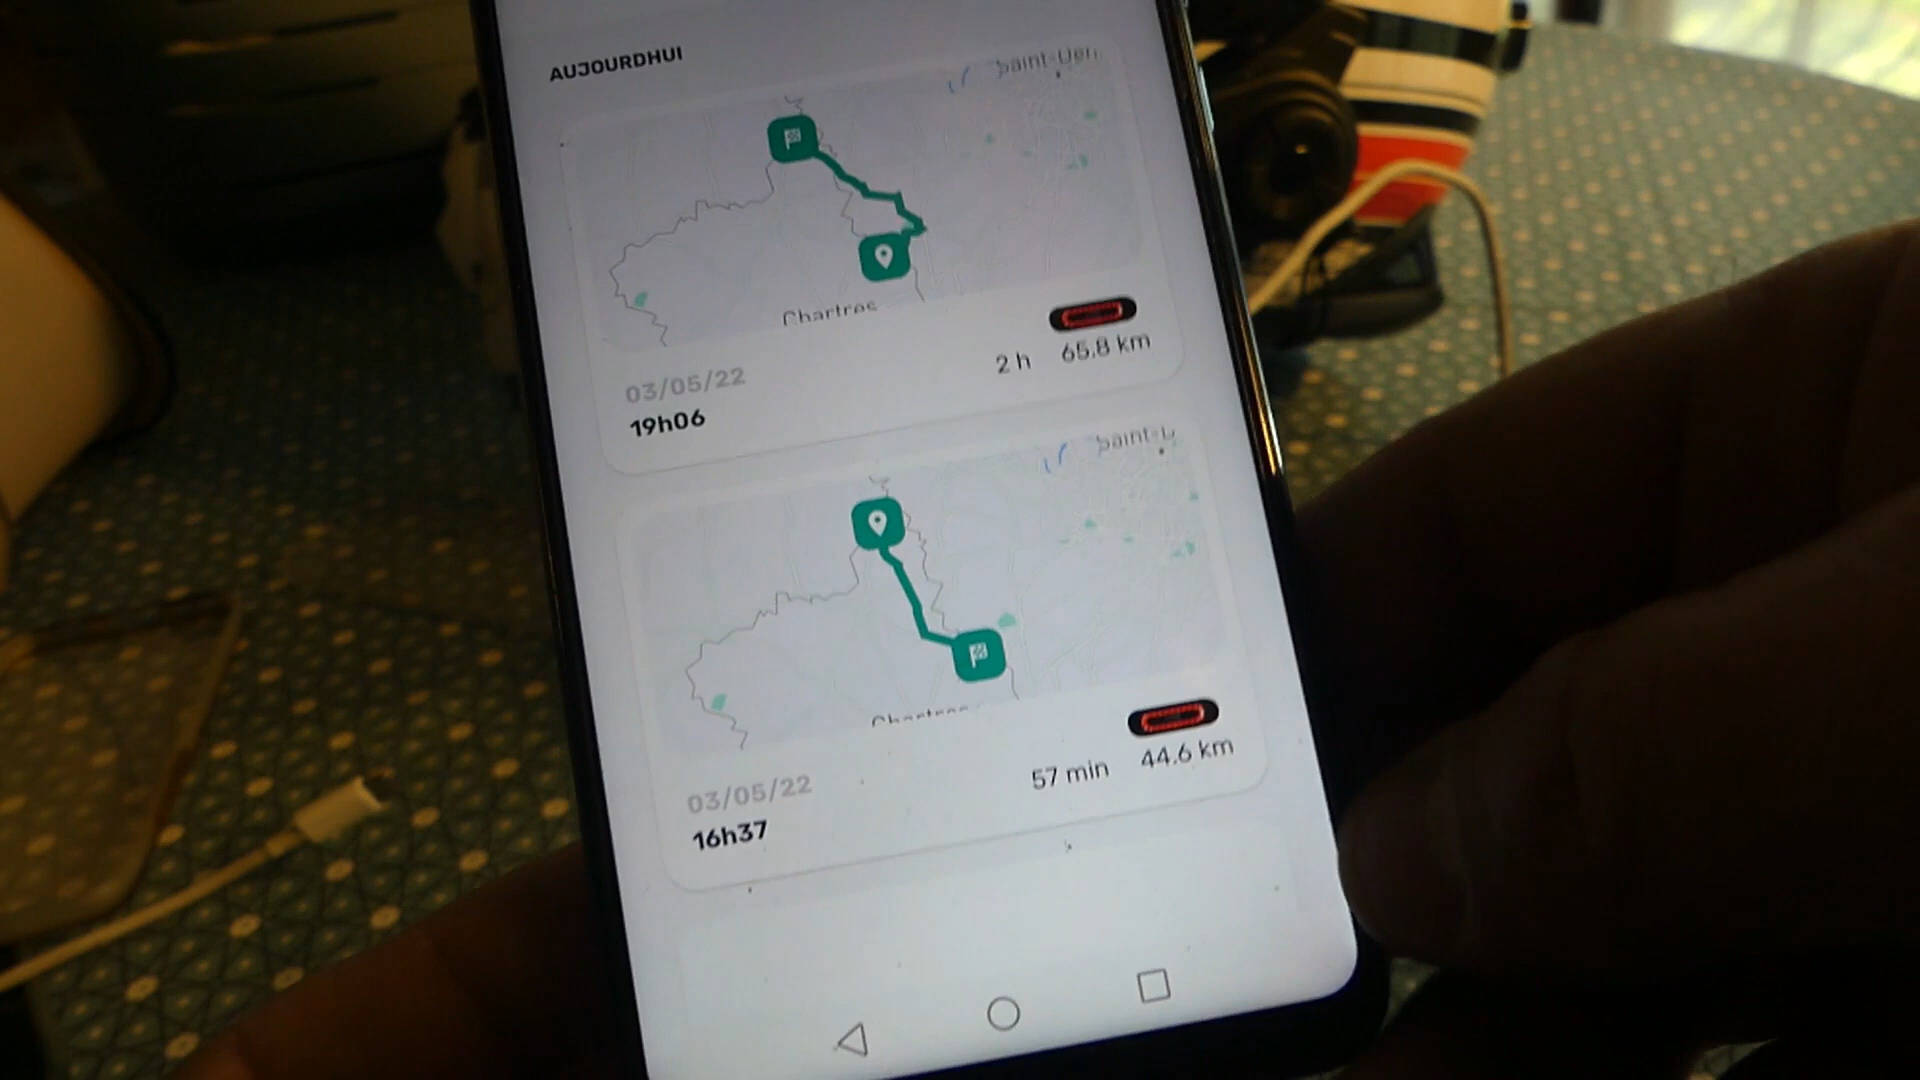 AUJOURDHUI
Chartres
2 h
65.8 km
03/05/22
19h06
57 min
44.6 km
03/05/22
16h37